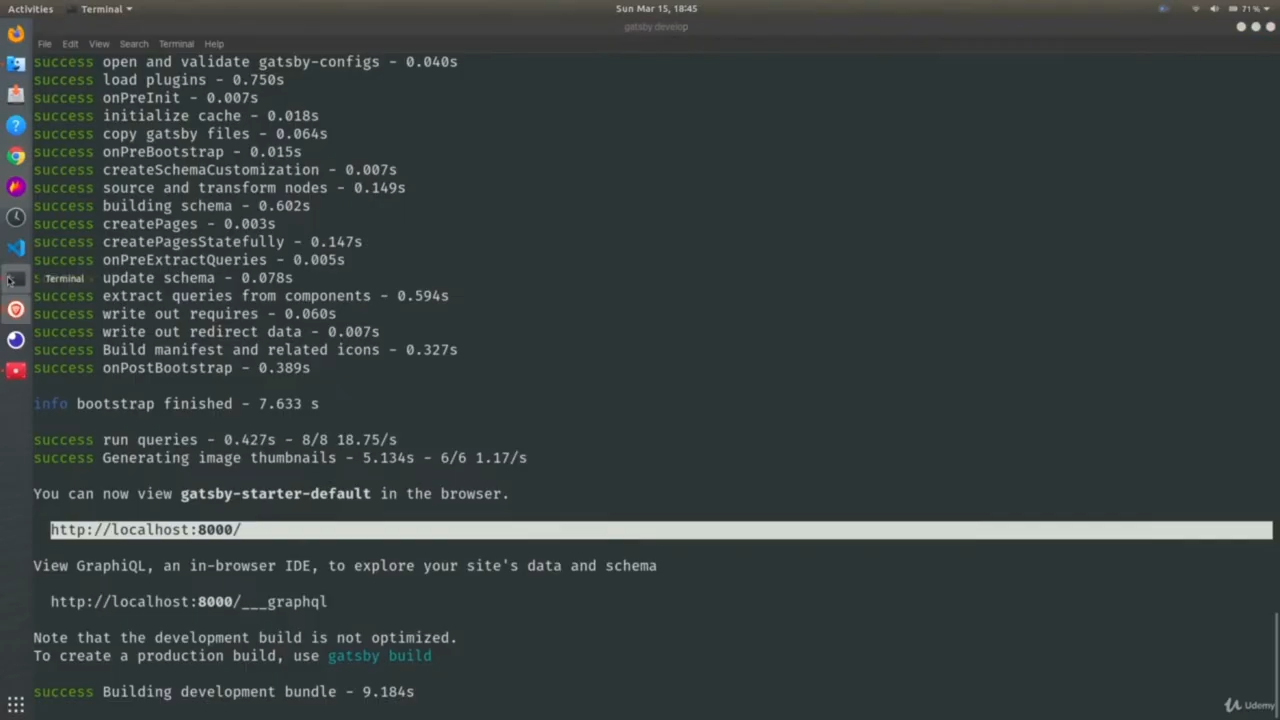 Activities Terminal Sun Mar 15, 18:45 71%
gatsby develop
File Edit View Search Terminal Help
success open and validate gatsby-configs - 0.040s
success load plugins - 0.750s
success onPreInit - 0.007s
success initialize cache - 0.018s
success copy gatsby files - 0.064s
success onPreBootstrap - 0.015s
success createSchemaCustomization - 0.007s
success source and transform nodes - 0.149s
success building schema - 0.602s
success createPages - 0.003s
success createPagesStatefully - 0.147s
success onPreExtractQueries - 0.005s
s Terminal update schema - 0.078s
success extract queries from components - 0.594s
success write out requires - 0.060s
success write out redirect data - 0.007s
success Build manifest and related icons - 0.327s
success onPostBootstrap - 0.389s
info bootstrap finished - 7.633 s
success run queries - 0.427s - 8/8 18.75/s
success Generating image thumbnails - 5.134s - 6/6 1.17/s
You can now view gatsby-starter-default in the browser.
http://localhost:8000/
View GraphiQL, an in-browser IDE, to explore your site's data and schema
http://localhost:8000/___graphql
Note that the development build is not optimized.
To create a production build, use gatsby build
success Building development bundle - 9.184s
Udemy